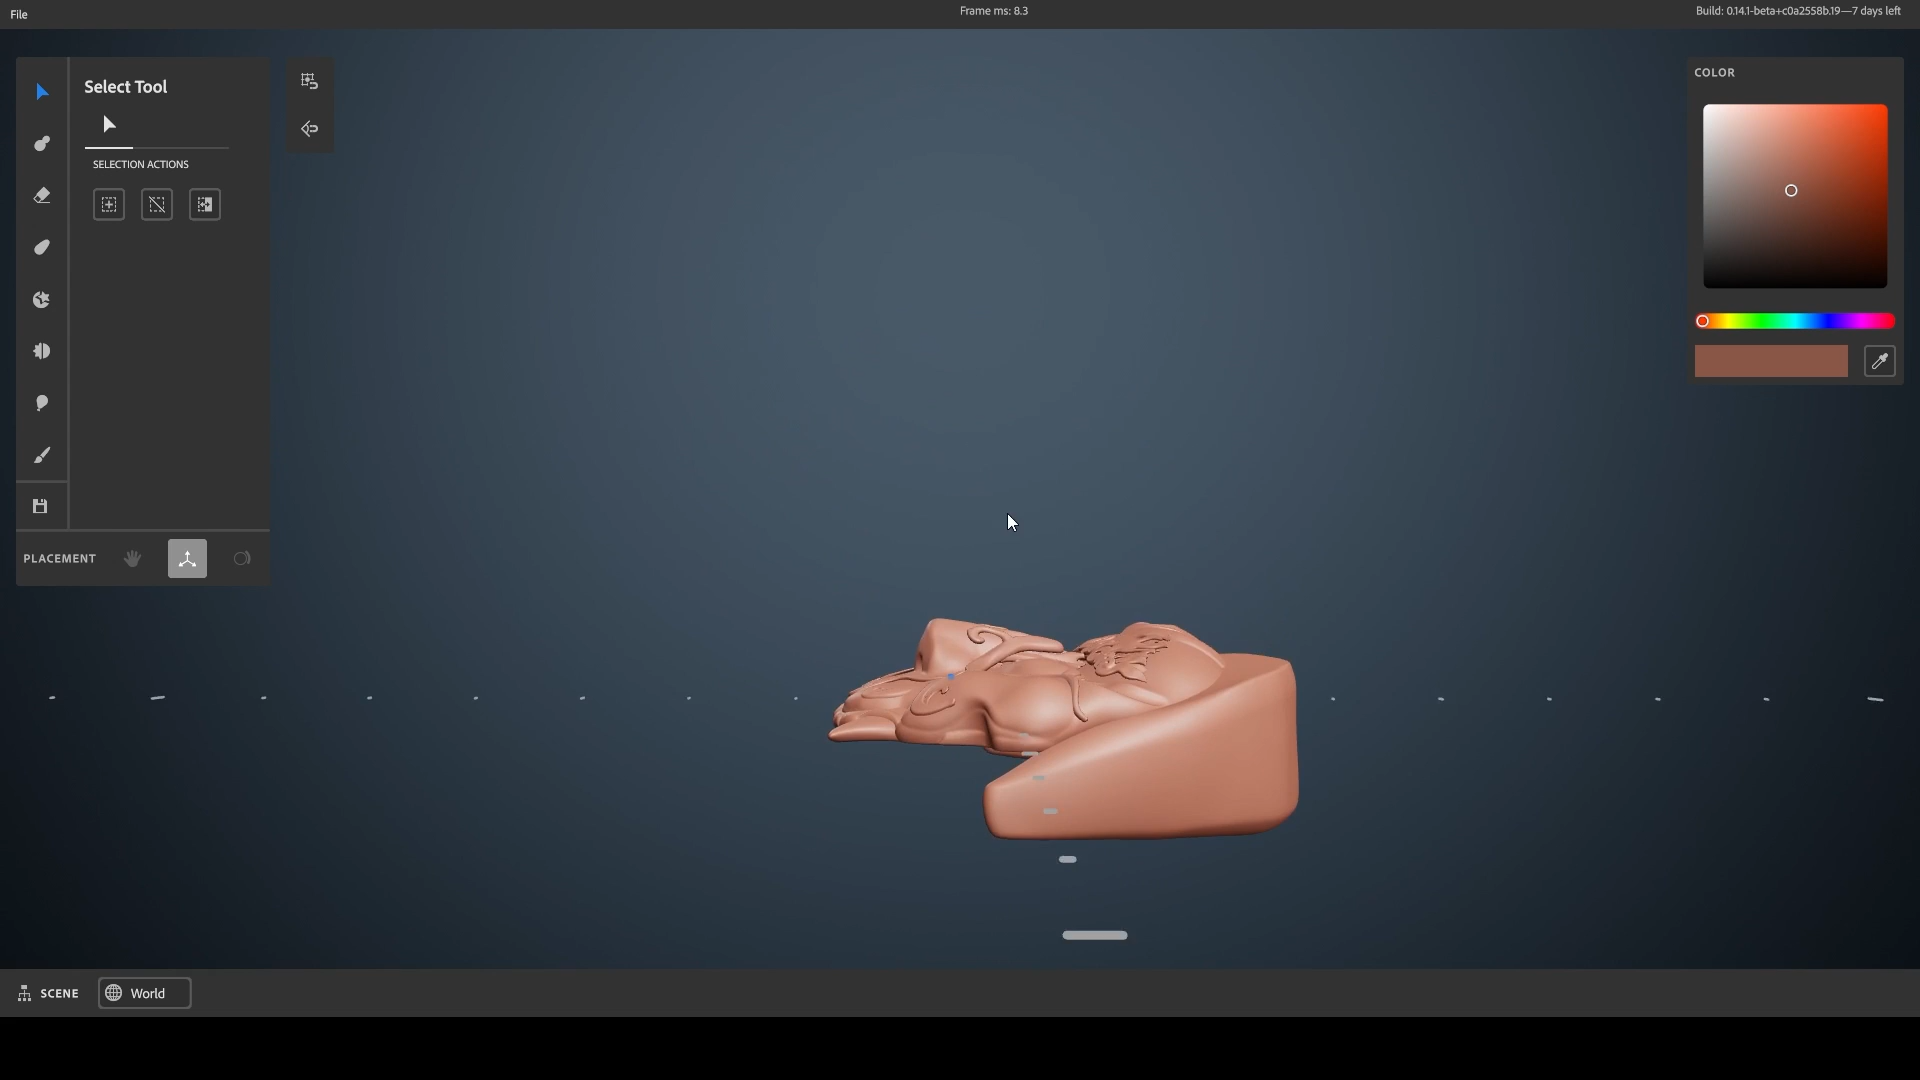 File
Frame ms: 8.3
Build: 0.14.1-beta+c0a2558b.19—7 days left
Select Tool
SELECTION ACTIONS
PLACEMENT
COLOR
SCENE
World